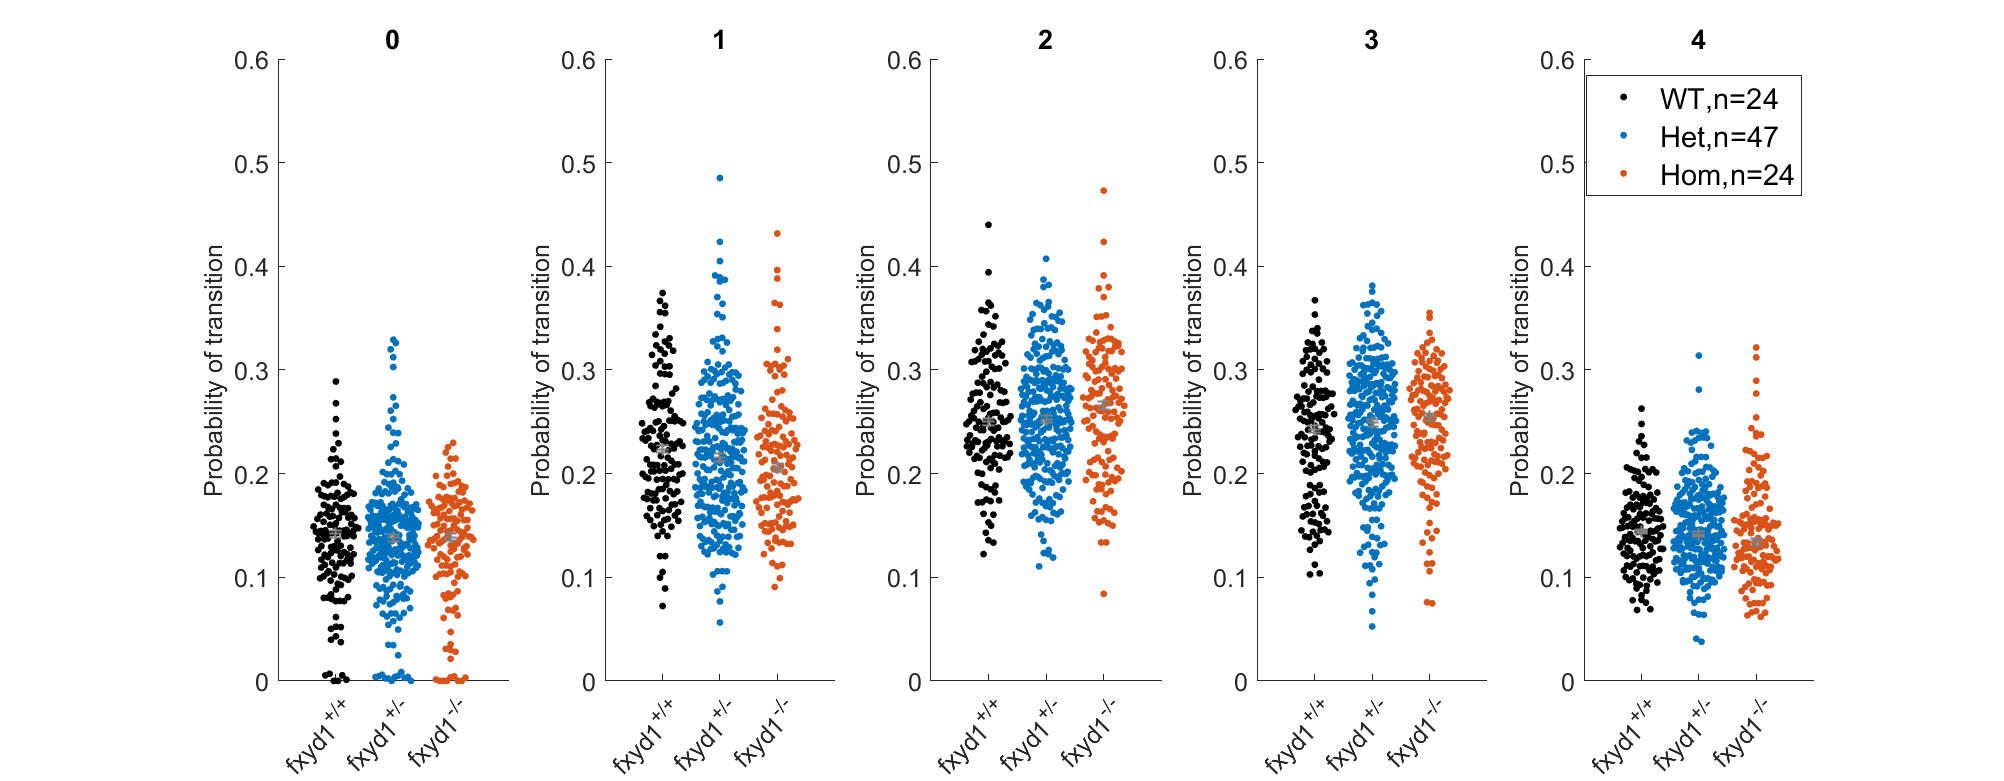 0
1
2
3
4
0.6
0.5
0.4
0.3
0.2
0.1
0
Probability of transition
fxyd1+/+
fxyd1+/-
fxyd1-/-
0.6
0.5
0.4
0.3
0.2
0.1
0
Probability of transition
fxyd1+/+
fxyd1+/-
fxyd1-/-
0.6
0.5
0.4
0.3
0.2
0.1
0
Probability of transition
fxyd1+/+
fxyd1+/-
fxyd1-/-
0.6
0.5
0.4
0.3
0.2
0.1
0
Probability of transition
fxyd1+/+
fxyd1+/-
fxyd1-/-
0.6
0.5
0.4
0.3
0.2
0.1
0
Probability of transition
fxyd1+/+
fxyd1+/-
fxyd1-/-
WT,n=24
Het,n=47
Hom,n=24